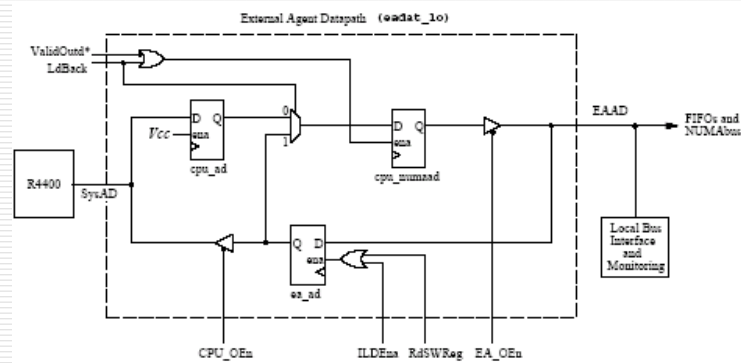 External Agent Datapath (eadat_lo)
ValidOutd*
LdBack
EAAD
FIFOs and
NUMAbus
0
D Q
Vcc
ena
cpu_ad
1
D Q
ena
cpu_numaad
R4400
SysAD
Q D
ena
ea_ad
Local Bus
Interface
and
Monitoring
CPU_OEn
ILDEna
RdSWReg
EA_OEn